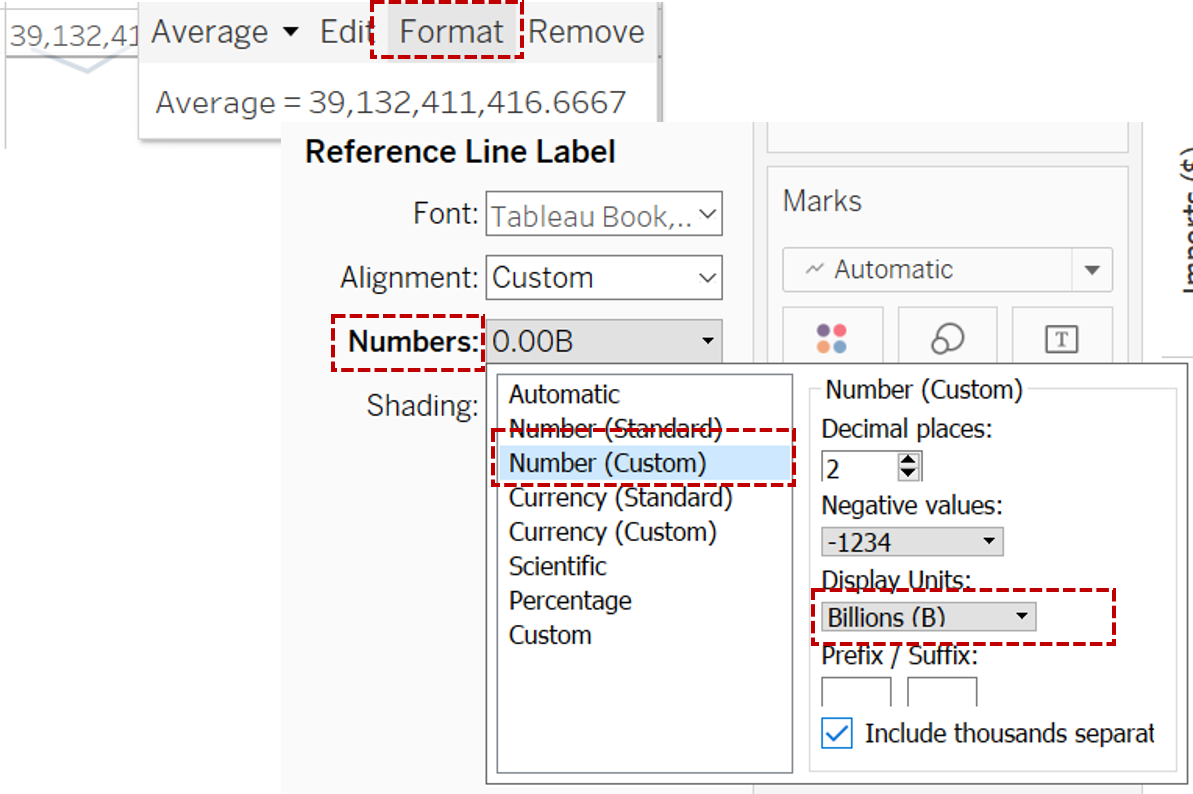 39,132,41
Average Edit Format Remove
Average = 39,132,411,416.6667
Reference Line Label
Font: Tableau Book,..
Alignment: Custom
Numbers: 0.00B
Shading:
Marks
Automatic
T
Imports ($)
Automatic
Number (Standard)
Number (Custom)
Currency (Standard)
Currency (Custom)
Scientific
Percentage
Custom
Number (Custom)
Decimal places:
2
Negative values:
-1234
Display Units:
Billions (B)
Prefix / Suffix:
Include thousands separat